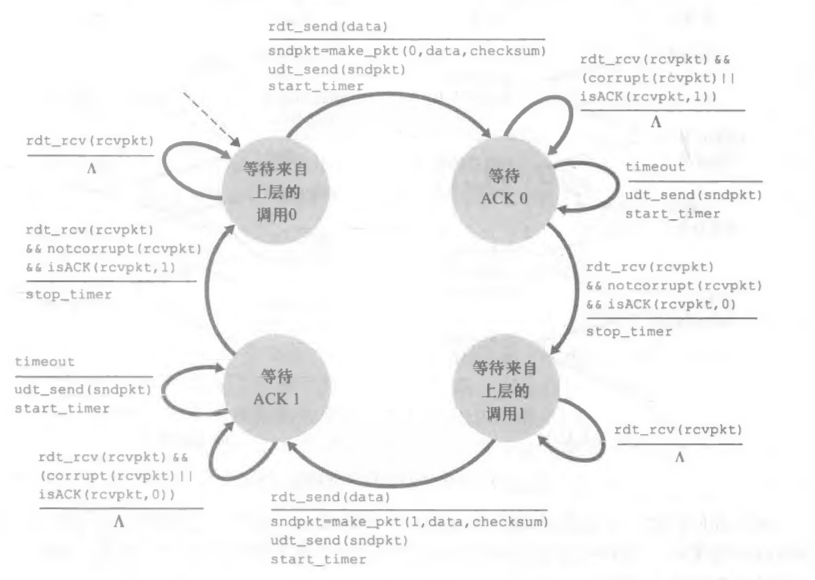 rdt_send(data)
sndpkt=make_pkt(0,data,checksum)
udt_send(sndpkt)
start_timer
rdt_rcv(rcvpkt) &&
(corrupt(rcvpkt)||
isACK(rcvpkt,1))
Λ
rdt_rcv(rcvpkt)
Λ
等待来自
上层的
调用0
等待
ACK 0
timeout
udt_send(sndpkt)
start_timer
rdt_rcv(rcvpkt)
&& notcorrupt(rcvpkt)
&& isACK(rcvpkt,1)
stop_timer
rdt_rcv(rcvpkt)
&& notcorrupt(rcvpkt)
&& isACK(rcvpkt,0)
stop_timer
timeout
udt_send(sndpkt)
start_timer
等待
ACK 1
等待来自
上层的
调用1
rdt_rcv(rcvpkt)
Λ
rdt_rcv(rcvpkt) &&
(corrupt(rcvpkt)||
isACK(rcvpkt,0))
Λ
rdt_send(data)
sndpkt=make_pkt(1,data,checksum)
udt_send(sndpkt)
start_timer